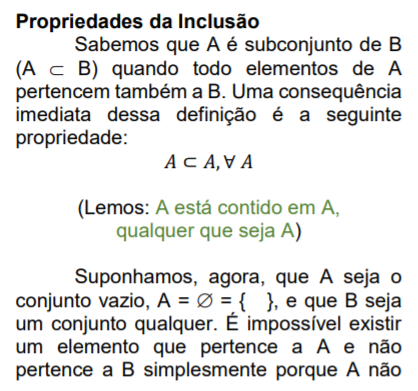 Propriedades da Inclusão
Sabemos que A é subconjunto de B
(A ⊂ B) quando todo elementos de A
pertencem também a B. Uma consequência
imediata dessa definição é a seguinte
propriedade:
A ⊂ A, ∀ A
(Lemos: A está contido em A,
qualquer que seja A)
Suponhamos, agora, que A seja o
conjunto vazio, A = ∅ = { }, e que B seja
um conjunto qualquer. É impossível existir
um elemento que pertence a A e não
pertence a B simplesmente porque A não